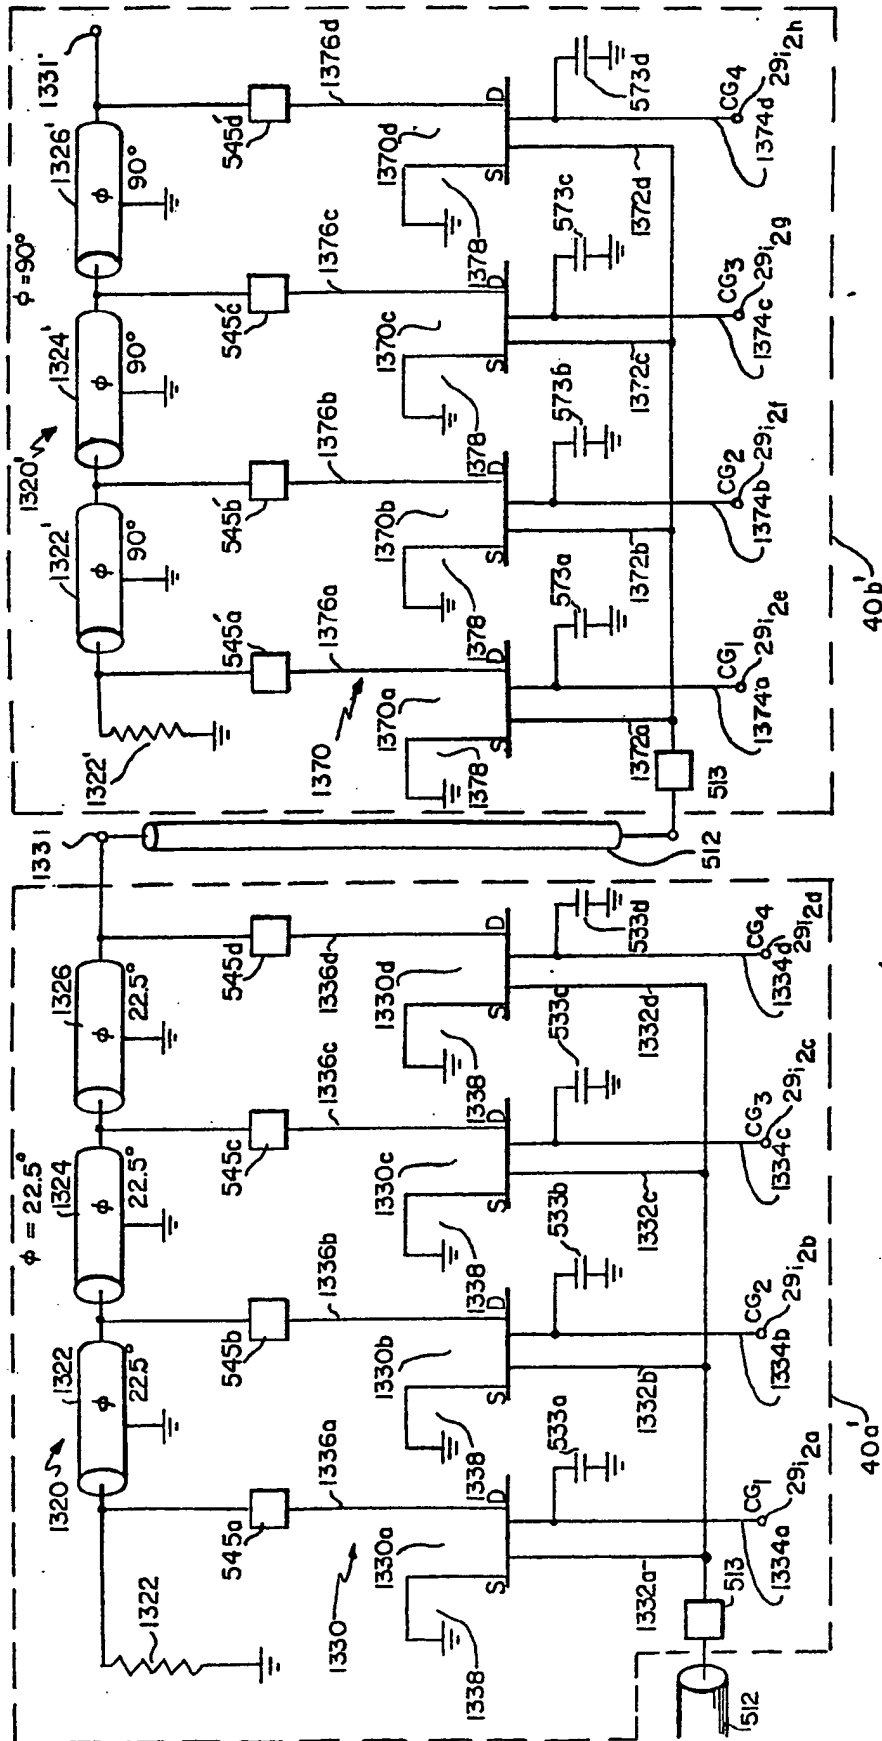 φ = 22.5°
1320
1322
φ
22.5°
1324
φ
22.5°
1326
φ
22.5°
1331
1322
545a
545b
545c
545d
1336a
1336b
1336c
1336d
1330
1330a
1330b
1330c
1330d
S
D
S
D
S
D
S
D
1338
1338
1338
1338
533a
533b
533c
533d
1332a
1332b
1332c
1332d
513
512
1334a
1334b
1334c
1334d
CG1
CG2
CG3
CG4
29i2a
29i2b
29i2c
29i2d
40a'
512
φ =90°
1320'
1322'
φ
90°
1324'
φ
90°
1326'
φ
90°
1331'
1322'
545'a
545'b
545'c
545'd
1376a
1376b
1376c
1376d
1370
1370a
1370b
1370c
1370d
S
D
S
D
S
D
S
D
1378
1378
1378
1378
573a
573b
573c
573d
1372a
1372b
1372c
1372d
513
1374a
1374b
1374c
1374d
CG1
CG2
CG3
CG4
29i2e
29i2f
29i2g
29i2h
40b'